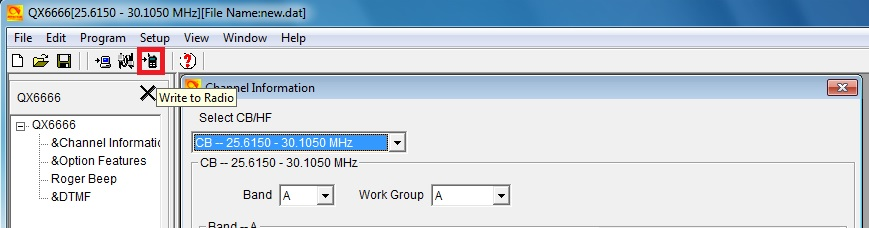 QX6666[25.6150 - 30.1050 MHz][File Name:new.dat]
File Edit Program Setup View Window Help
QX6666
Write to Radio
QX6666
&Channel Informatic
&Option Features
Roger Beep
&DTMF
Channel Information
Select CB/HF
CB -- 25.6150 - 30.1050 MHz
CB -- 25.6150 - 30.1050 MHz
Band A Work Group A
Band -- A